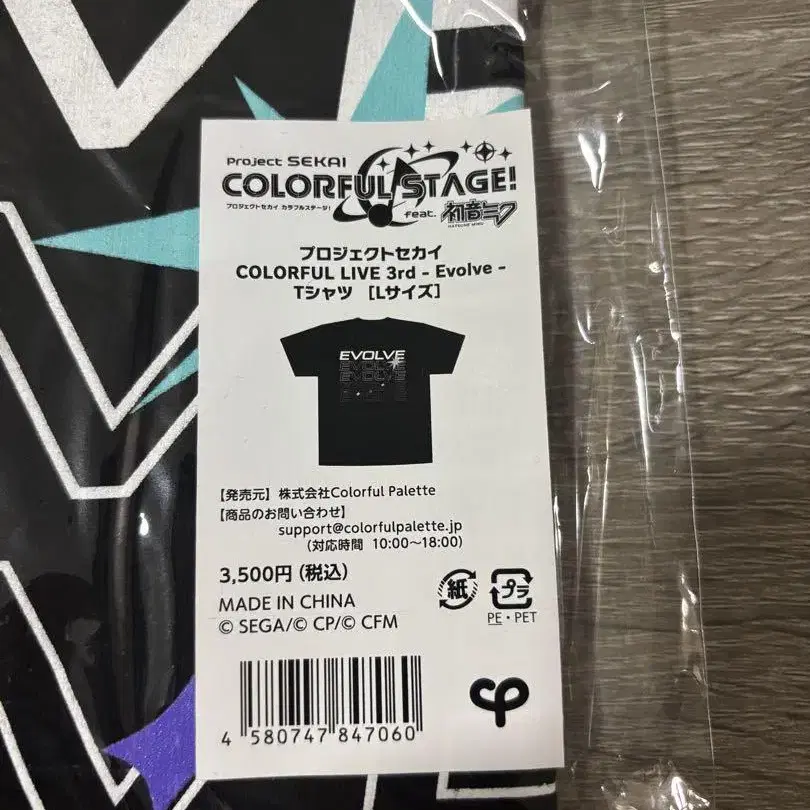 Project SEKAI
COLORFUL STAGE!
プロジェクトセカイ カラフルステージ!
feat. 初音ミク
HATSUNE MIKU
プロジェクトセカイ
COLORFUL LIVE 3rd - Evolve -
Tシャツ [Lサイズ]
EVOLVE
EVOLVE
EVOLVE
【発売元】株式会社Colorful Palette
【商品のお問い合わせ】
support@colorfulpalette.jp
(対応時間 10:00〜18:00)
3,500円(税込)
紙
プラ
PE・PET
MADE IN CHINA
© SEGA/© CP/© CFM
4 580747 847060